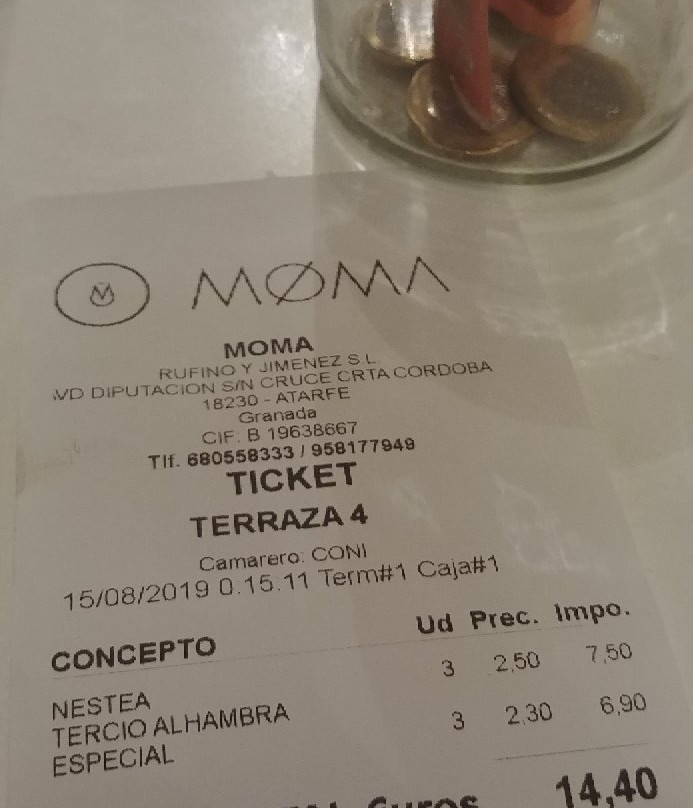 MØMA
MOMA
RUFINO Y JIMENEZ S L
VD DIPUTACION S/N CRUCE CRTA CORDOBA
18230 - ATARFE
Granada
CIF: B 19638667
Tlf. 680558333 / 958177949
TICKET
TERRAZA 4
Camarero: CONI
15/08/2019 0.15.11 Term#1 Caja#1
CONCEPTO Ud Prec. Impo.
NESTEA 3 2,50 7,50
TERCIO ALHAMBRA 3 2,30 6,90
ESPECIAL
Euros 14,40